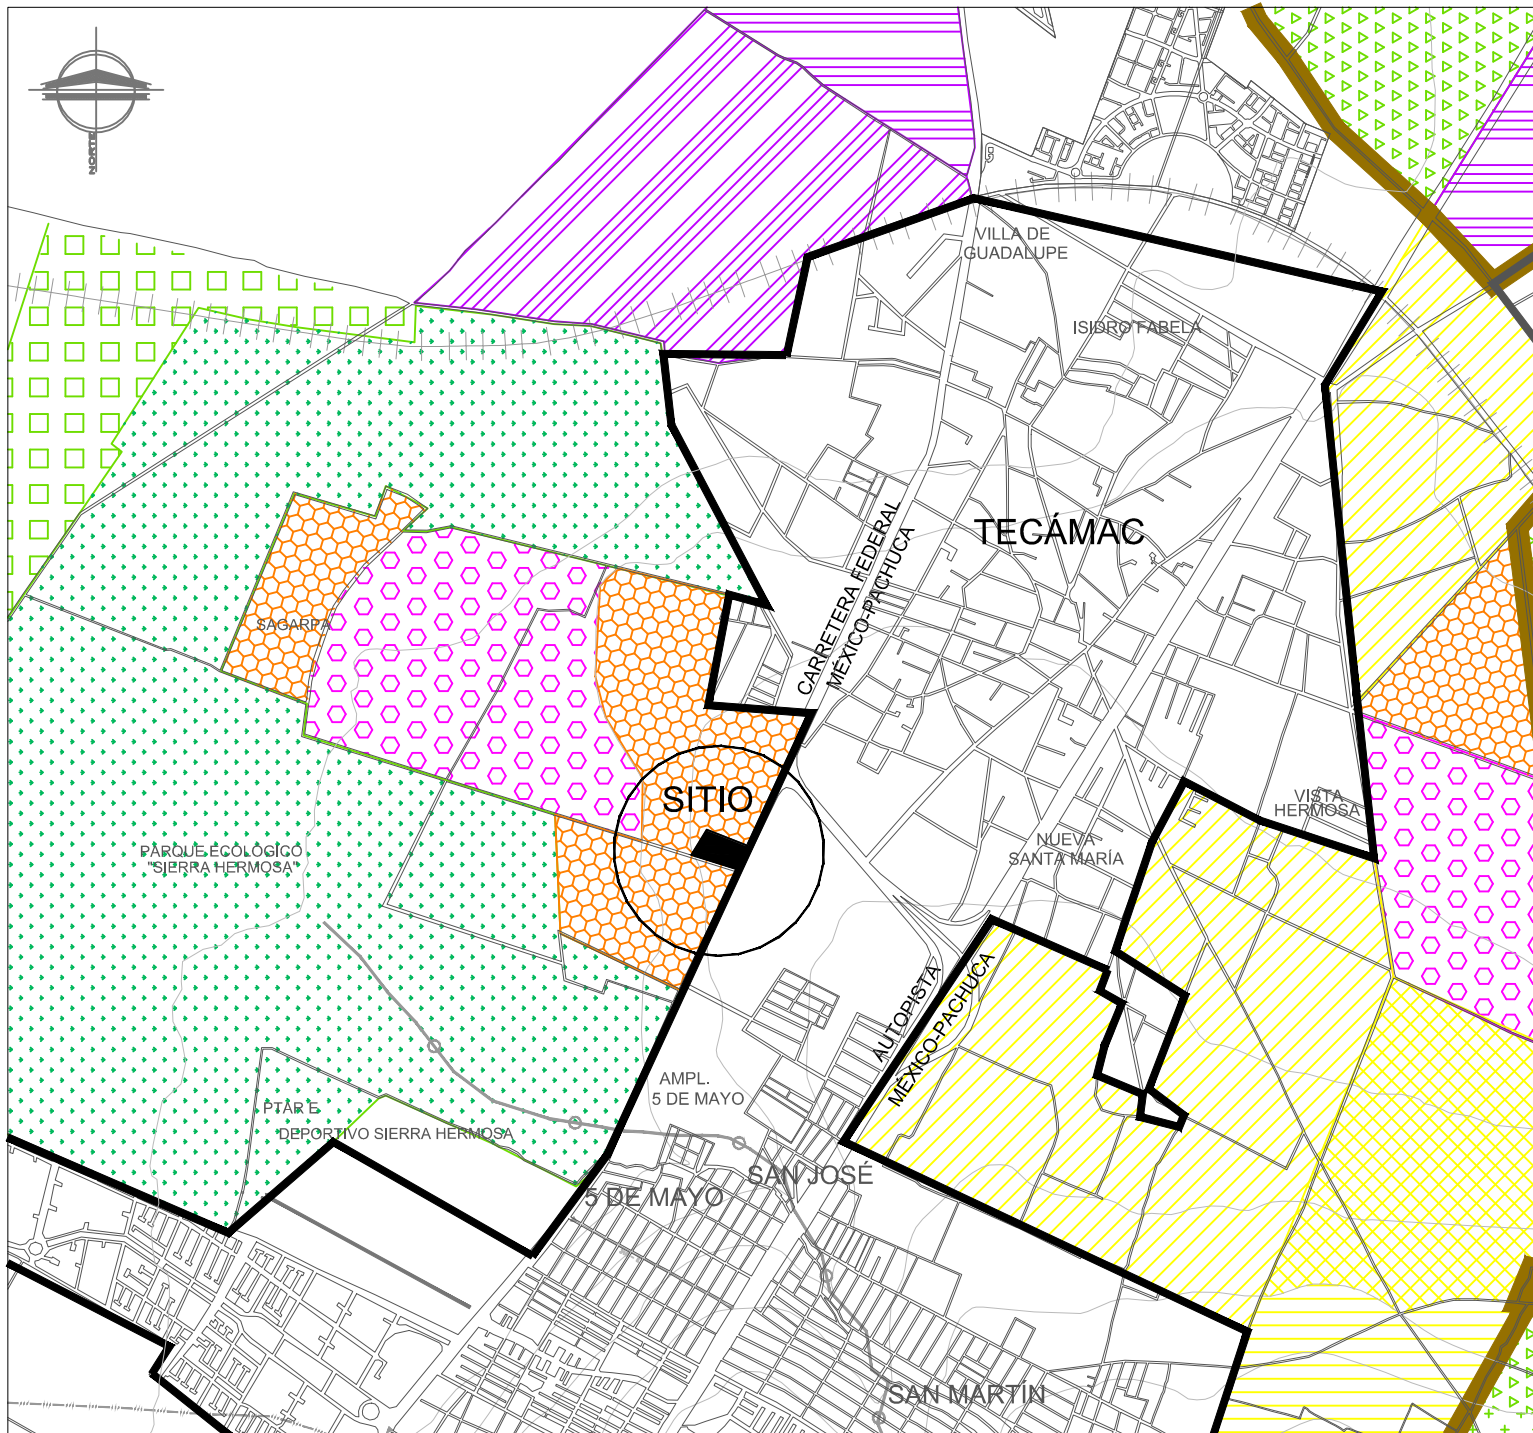 NORTE
VILLA DE
GUADALUPE
ISIDRO FABELA
TECÁMAC
CARRETERA FEDERAL
MÉXICO-PACHUCA
SAGARPA
SITIO
VISTA
HERMOSA
NUEVA
SANTA MARÍA
PARQUE ECOLÓGICO
"SIERRA HERMOSA"
AUTOPISTA
MÉXICO-PACHUCA
AMPL.
5 DE MAYO
PTAR E
DEPORTIVO SIERRA HERMOSA
SAN JOSÉ
5 DE MAYO
SAN MARTÍN